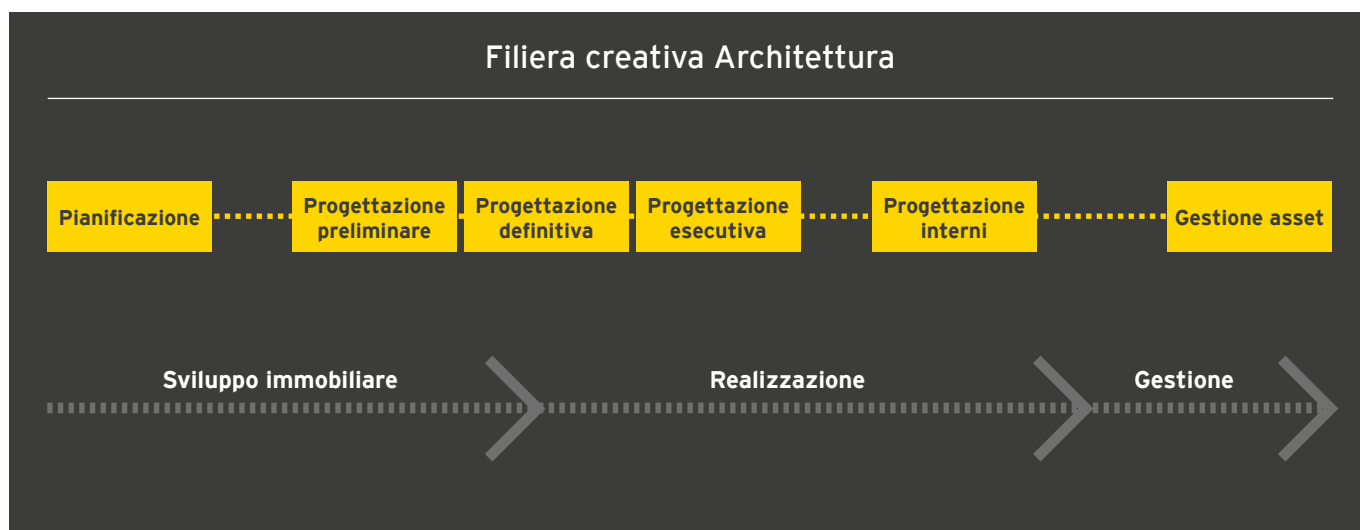 Filiera creativa Architettura
Pianificazione
Progettazione
preliminare
Progettazione
definitiva
Progettazione
esecutiva
Progettazione
interni
Gestione asset
Sviluppo immobiliare
Realizzazione
Gestione